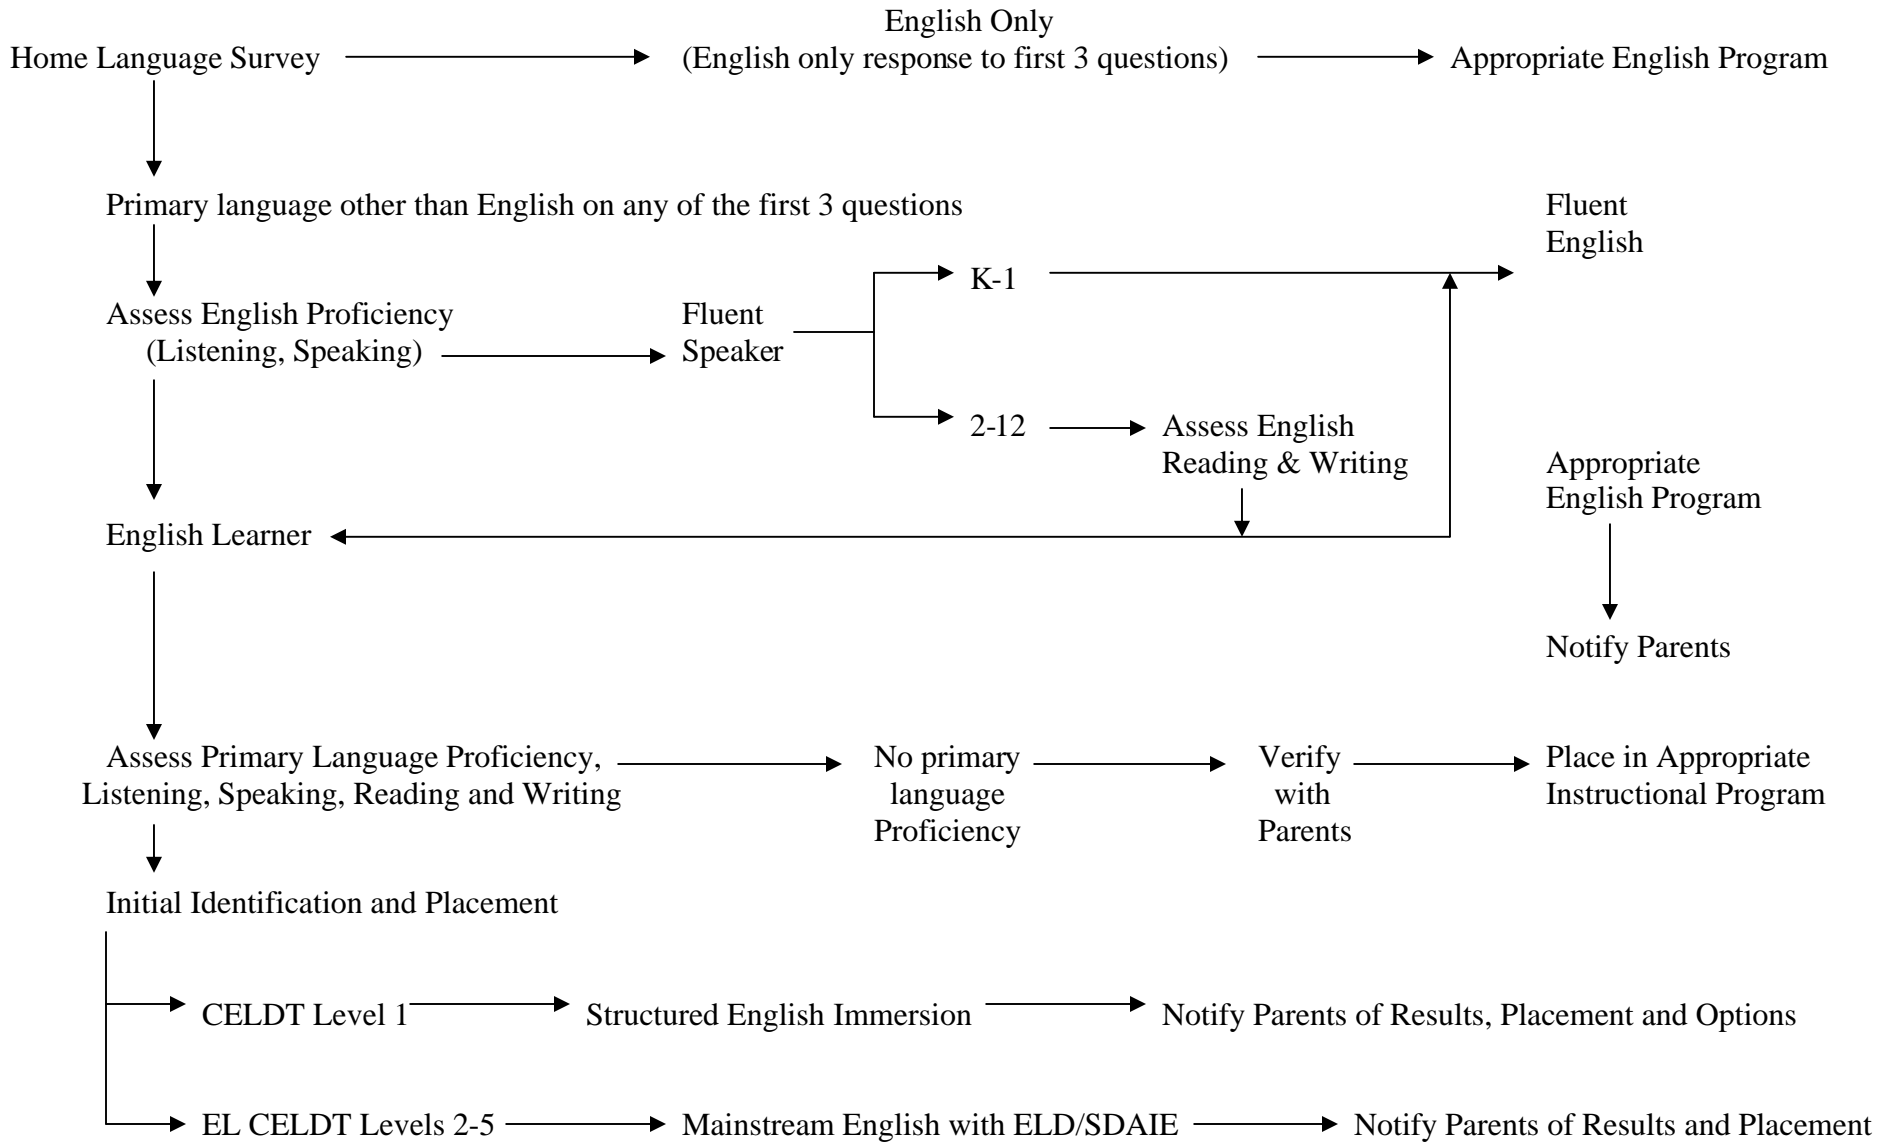 English Only
Home Language Survey
(English only response to first 3 questions)
Appropriate English Program
Primary language other than English on any of the first 3 questions
Fluent
English
K-1
Assess English Proficiency
(Listening, Speaking)
Fluent
Speaker
2-12
Assess English
Reading & Writing
Appropriate
English Program
English Learner
Notify Parents
Assess Primary Language Proficiency,
Listening, Speaking, Reading and Writing
No primary
language
Proficiency
Verify
with
Parents
Place in Appropriate
Instructional Program
Initial Identification and Placement
CELDT Level 1
Structured English Immersion
Notify Parents of Results, Placement and Options
EL CELDT Levels 2-5
Mainstream English with ELD/SDAIE
Notify Parents of Results and Placement